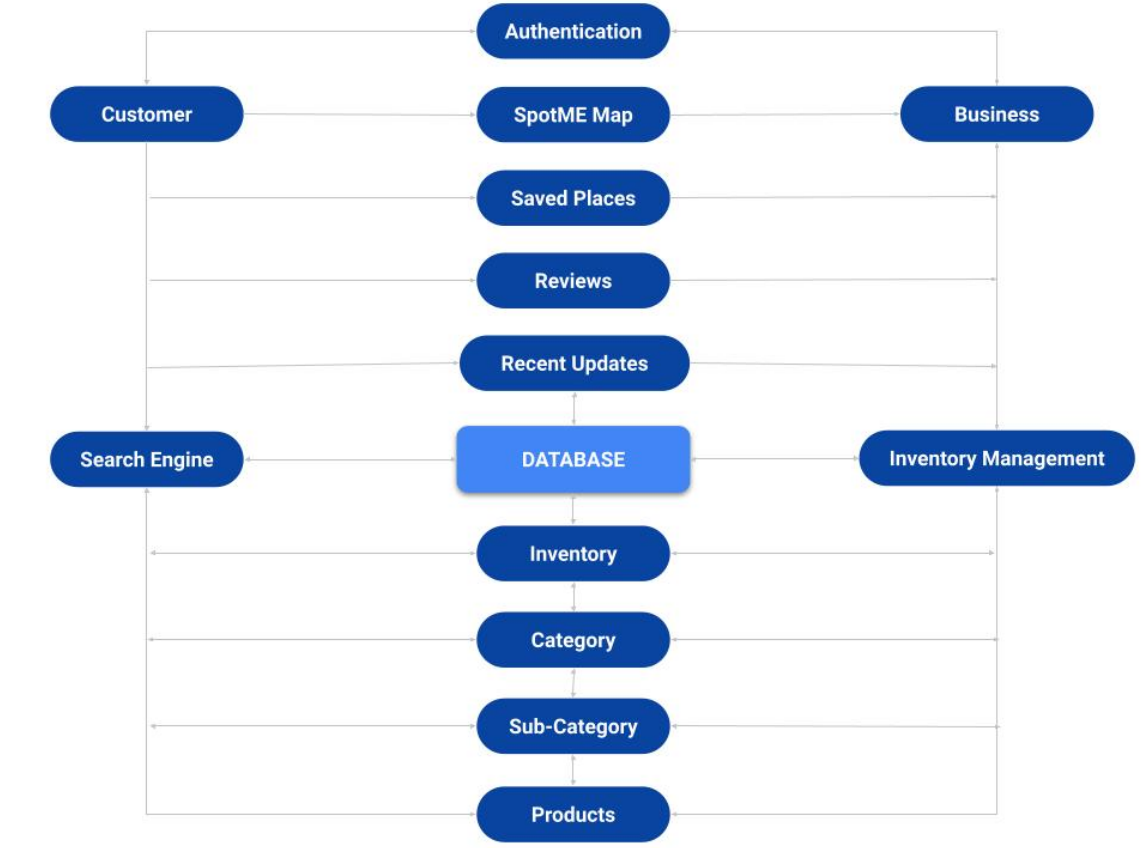 Authentication
Customer
SpotME Map
Business
Saved Places
Reviews
Recent Updates
Search Engine
DATABASE
Inventory Management
Inventory
Category
Sub-Category
Products